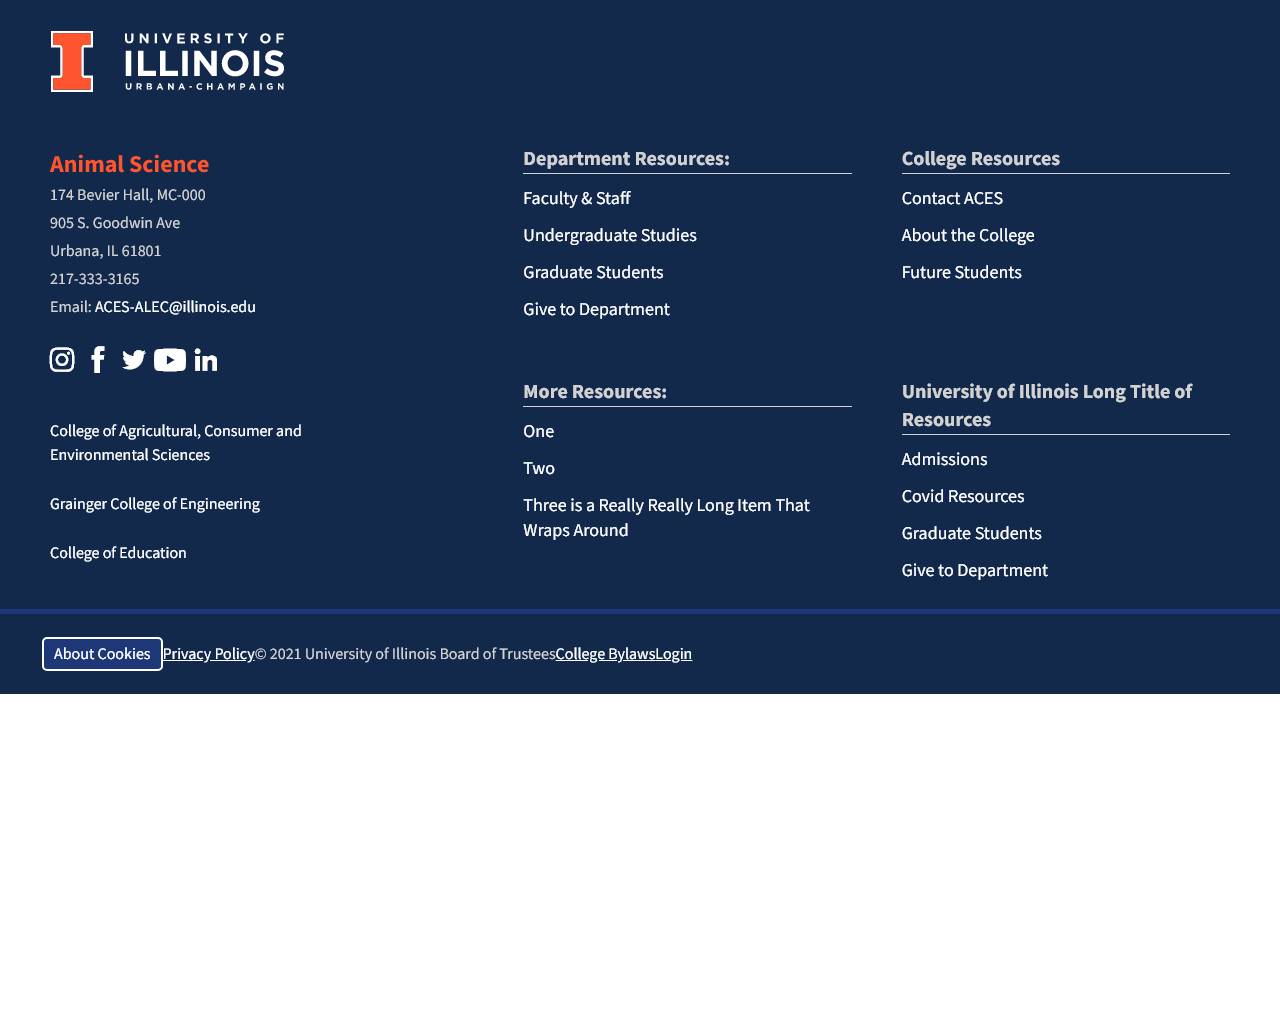 UNIVERSITY OF
ILLINOIS
URBANA-CHAMPAIGN
Animal Science
174 Bevier Hall, MC-000
905 S. Goodwin Ave
Urbana, IL 61801
217-333-3165
Email: ACES-ALEC@illinois.edu
College of Agricultural, Consumer and
Environmental Sciences
Grainger College of Engineering
College of Education
Department Resources:
Faculty & Staff
Undergraduate Studies
Graduate Students
Give to Department
College Resources
Contact ACES
About the College
Future Students
More Resources:
One
Two
Three is a Really Really Long Item That
Wraps Around
University of Illinois Long Title of
Resources
Admissions
Covid Resources
Graduate Students
Give to Department
About Cookies Privacy Policy© 2021 University of Illinois Board of TrusteesCollege BylawsLogin